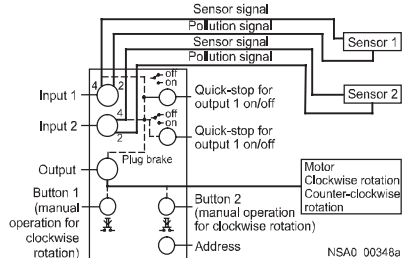 Sensor signal
Pollution signal
Sensor signal
Pollution signal
Sensor 1
Sensor 2
4
2
off
on
Input 1
Quick-stop for
output 1 on/off
4
off
on
Input 2
2
Quick-stop for
output 1 on/off
Plug brake
Output
Motor
Clockwise rotation
Counter-clockwise
rotation
Button 1
(manual
operation for
clockwise
rotation)
Button 2
(manual operation
for clockwise rotation)
Address
NSA0_00348a